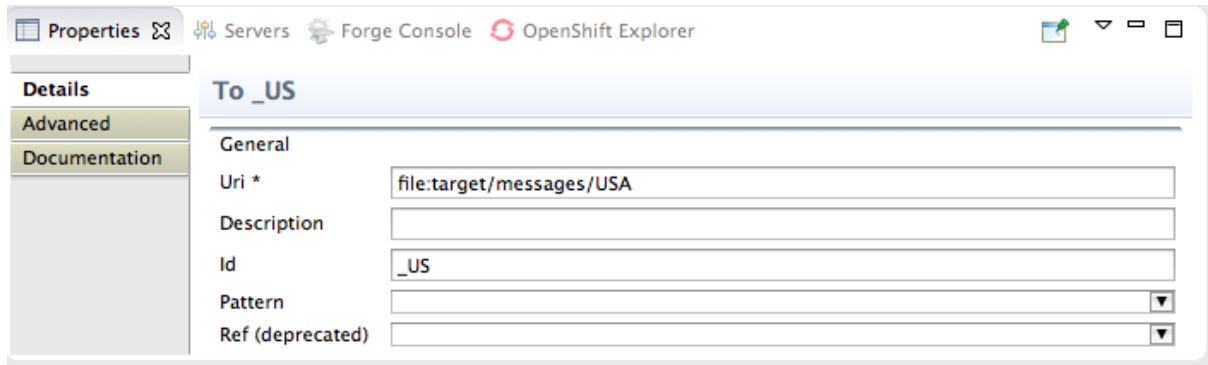 Properties Servers Forge Console OpenShift Explorer
Details
Advanced
Documentation
To _US
General
Uri * file:target/messages/USA
Description
Id _US
Pattern
Ref (deprecated)